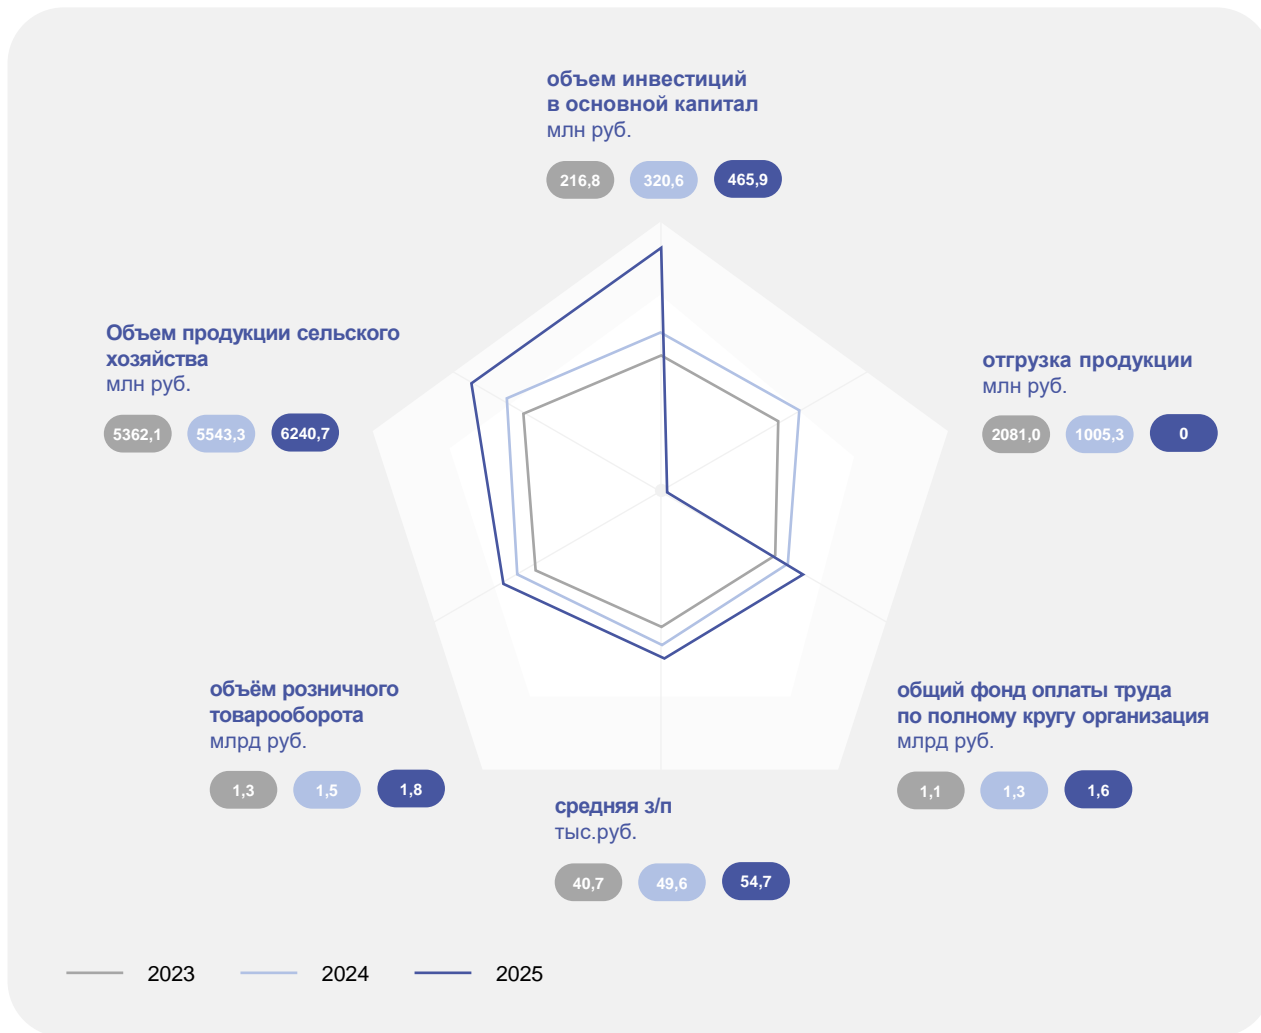 объем инвестиций
в основной капитал
млн руб.
216,8 320,6 465,9
Объем продукции сельского
хозяйства
млн руб.
5362,1 5543,3 6240,7
отгрузка продукции
млн руб.
2081,0 1005,3 0
объём розничного
товарооборота
млрд руб.
1,3 1,5 1,8
общий фонд оплаты труда
по полному кругу организация
млрд руб.
1,1 1,3 1,6
средняя з/п
тыс.руб.
40,7 49,6 54,7
2023 2024 2025